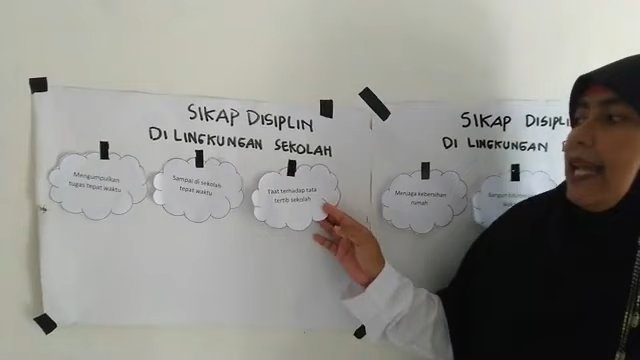 SIKAP DISIPLIN
DI LINGKUNGAN SEKOLAH
Mengumpulkan
tugas tepat waktu
Sampai di sekolah
tepat waktu
Taat terhadap tata
tertib sekolah
SIKAP DISIPLI
DI LINGKUNGAN
Menjaga kebersihan
rumah